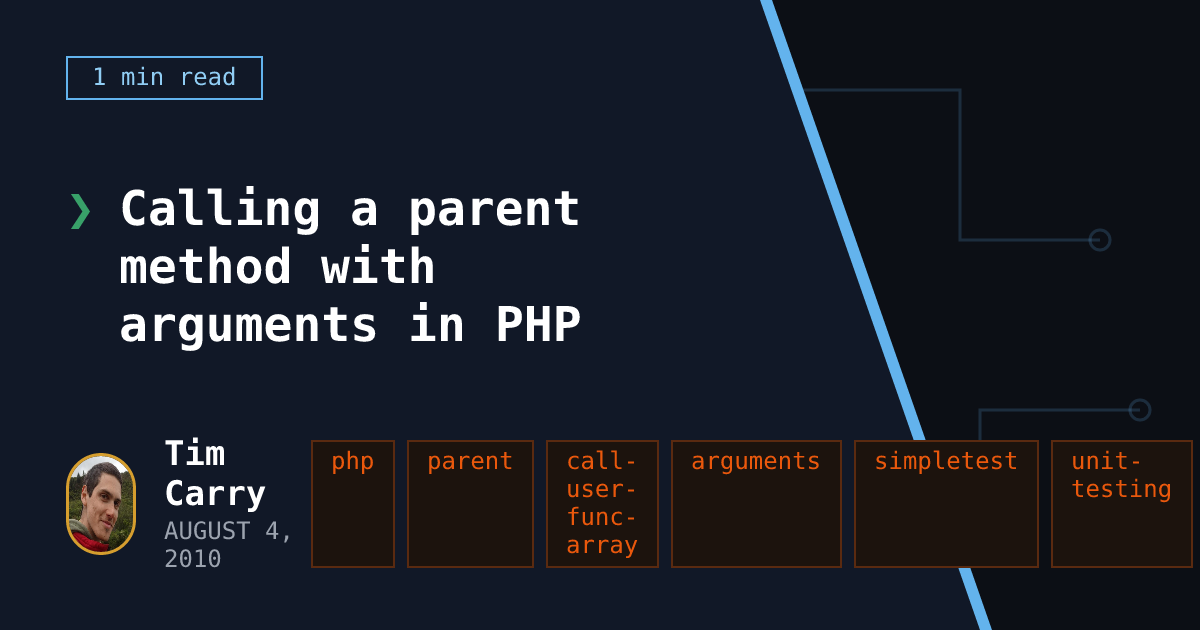 1 min read
❯ Calling a parent
method with
arguments in PHP
Tim
Carry
AUGUST 4,
2010
php
parent
call-
user-
func-
array
arguments
simpletest
unit-
testing